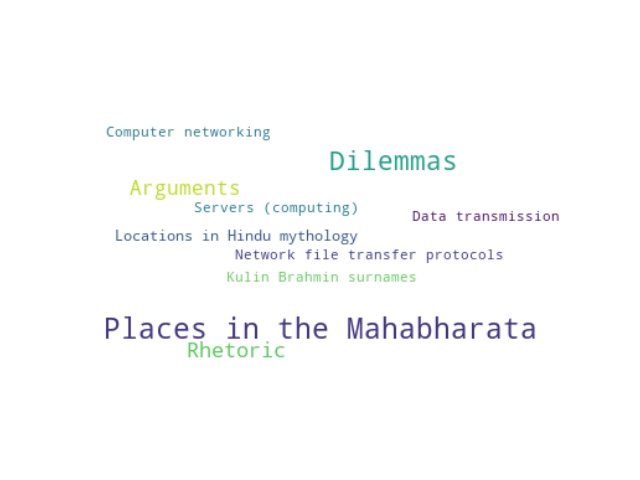 Computer networking
Dilemmas
Arguments
Servers (computing)
Data transmission
Locations in Hindu mythology
Network file transfer protocols
Kulin Brahmin surnames
Places in the Mahabharata
Rhetoric